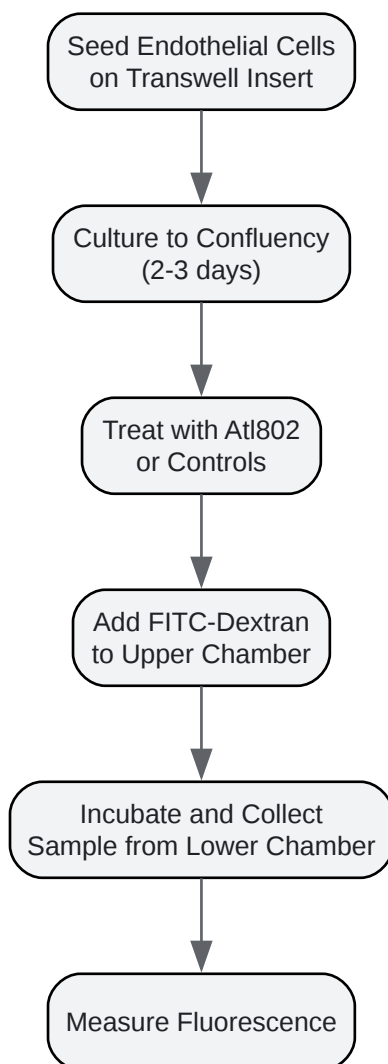 Seed Endothelial Cells
on Transwell Insert
Culture to Confluency
(2-3 days)
Treat with Atl802
or Controls
Add FITC-Dextran
to Upper Chamber
Incubate and Collect
Sample from Lower Chamber
Measure Fluorescence